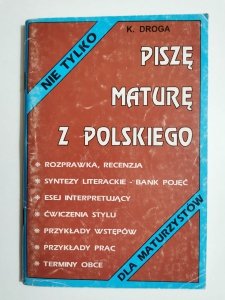 NIE TYLKO
K. DROGA
PISZĘ
MATURĘ
Z POLSKIEGO
* ROZPRAWKA, RECENZJA
* SYNTEZY LITERACKIE - BANK POJĘĆ
* ESEJ INTERPRETUJĄCY
* ĆWICZENIA STYLU
* PRZYKŁADY WSTĘPÓW
* PRZYKŁADY PRAC
* TERMINY OBCE
DLA MATURZYSTÓW